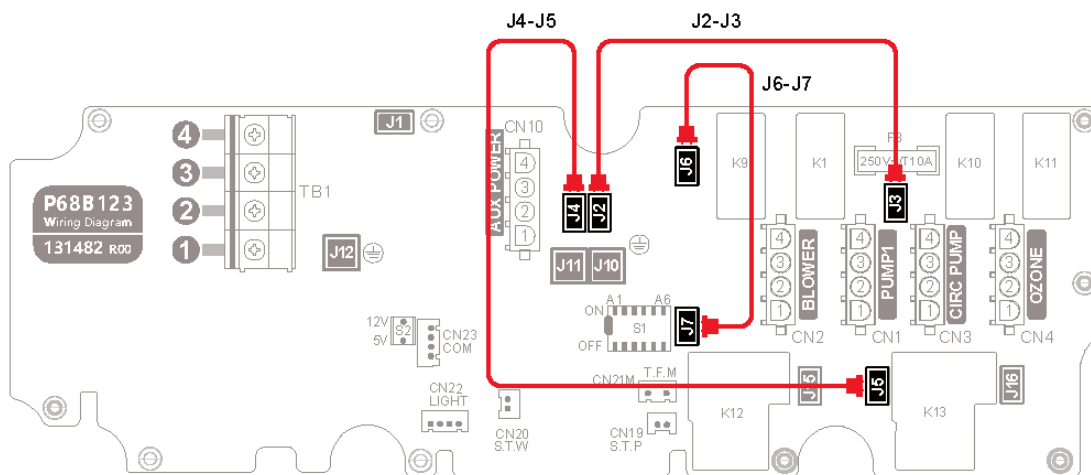 J4-J5
J2-J3
J6-J7
J1
CN10
AUX POWER
4
3
2
1
4
3
2
1
TB1
P68B123
Wiring Diagram
131482 R00
J12
J4
J2
J11
J10
J6
K9
K1
F3
250V T10A
K10
K11
J3
4
3
2
1
BLOWER
CN2
4
3
2
1
PUMP1
CN1
4
3
2
1
CIRC PUMP
CN3
4
3
2
1
OZONE
CN4
A1
A6
ON
S1
OFF
J7
12V
5V
S2
CN23
COM
CN22
LIGHT
CN20
S.T.W
CN21M
T.F.M
CN19
S.T.P
K12
J5
K13
J16